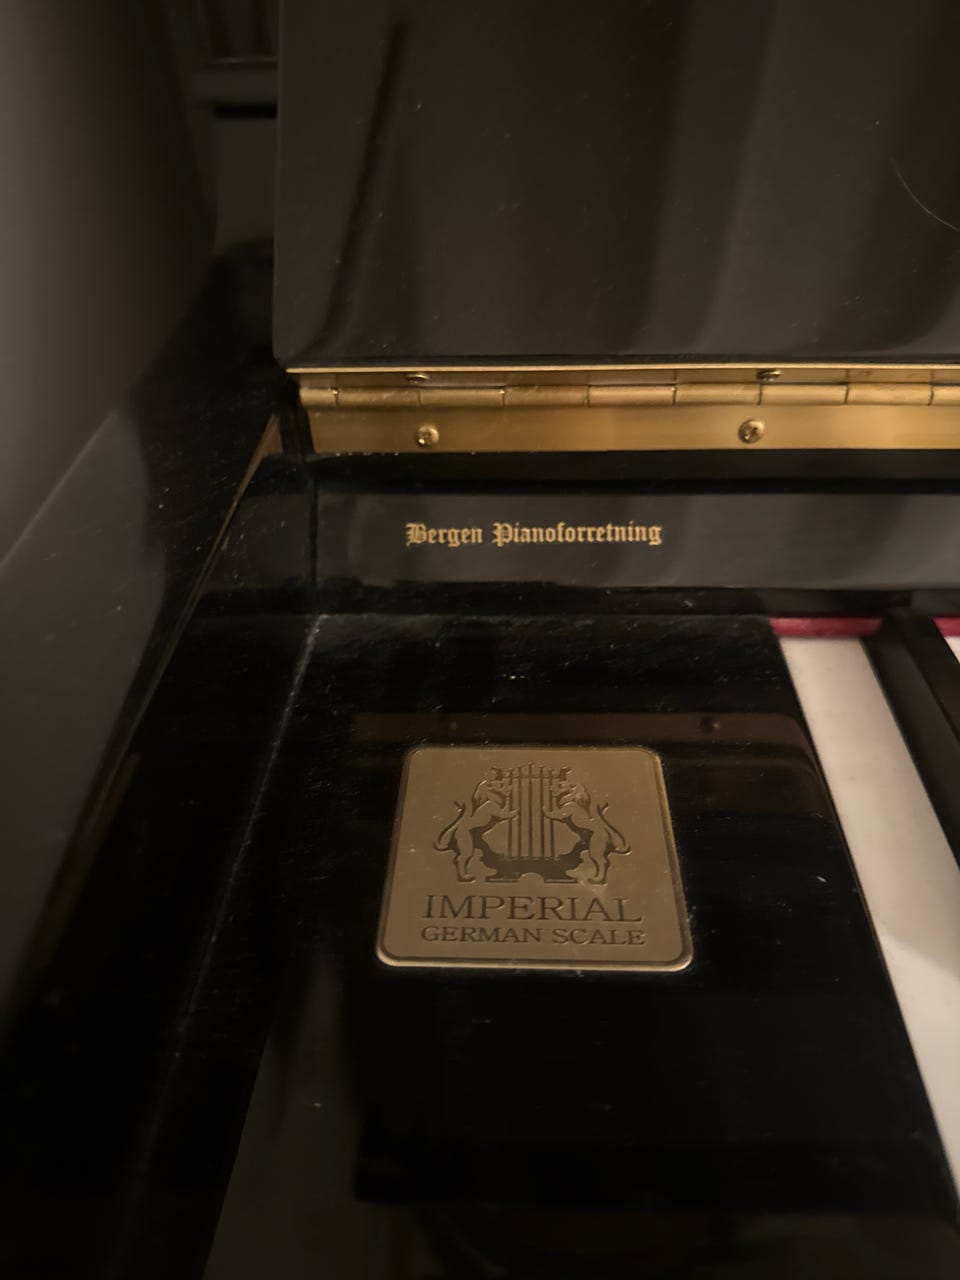 Bergen Pianoforretning
IMPERIAL
GERMAN SCALE